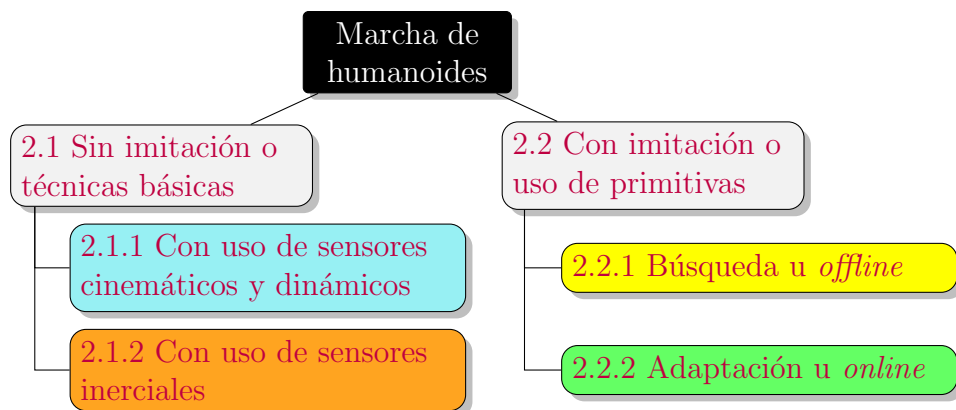 Marcha de
humanoides
2.1 Sin imitación o
técnicas básicas
2.1.1 Con uso de sensores
cinemáticos y dinámicos
2.1.2 Con uso de sensores
inerciales
2.2 Con imitación o
uso de primitivas
2.2.1 Búsqueda u offline
2.2.2 Adaptación u online